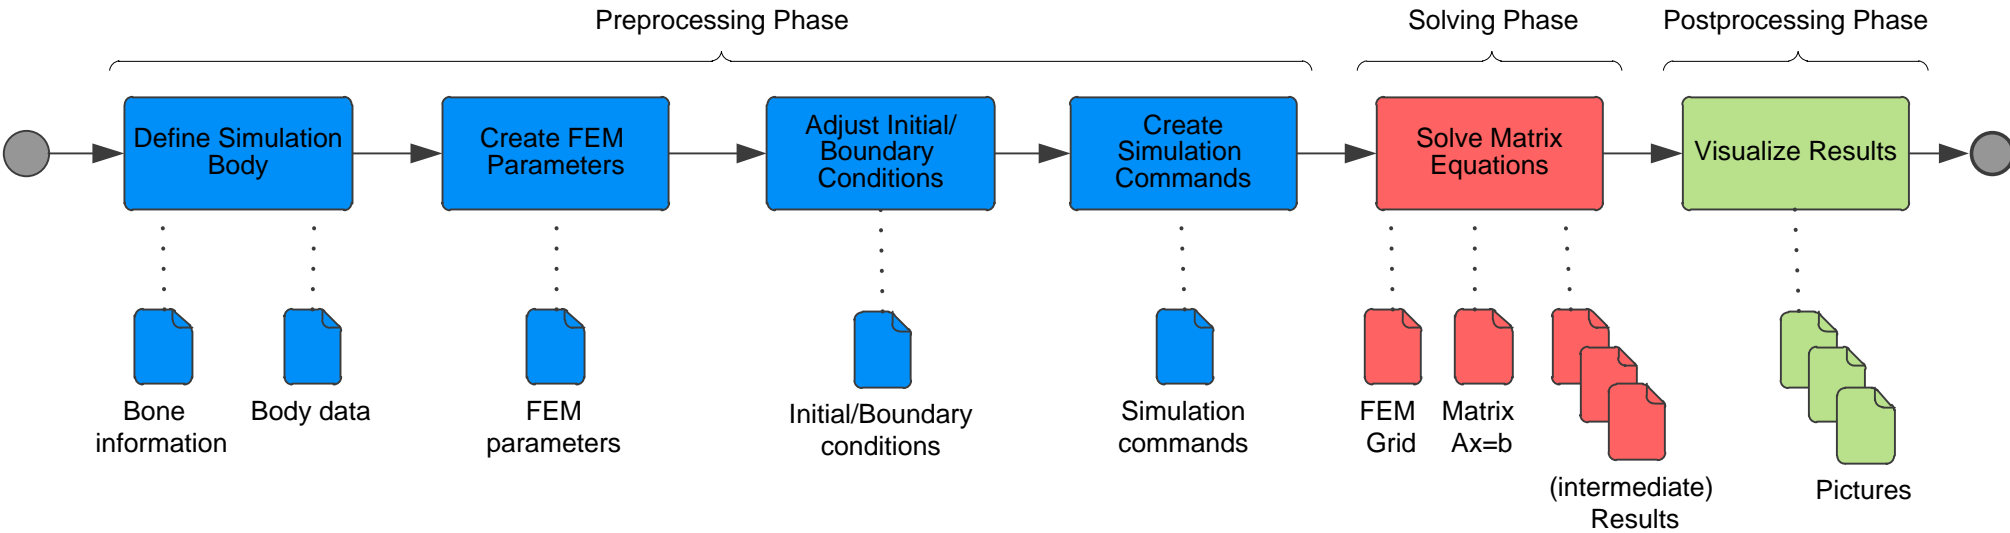 Preprocessing Phase
Solving Phase
Postprocessing Phase
Define Simulation
Body
Create FEM
Parameters
Adjust Initial/
Boundary
Conditions
Create
Simulation
Commands
Solve Matrix
Equations
Visualize Results
Bone
information
Body data
FEM
parameters
Initial/Boundary
conditions
Simulation
commands
FEM
Grid
Matrix
Ax=b
(intermediate)
Results
Pictures